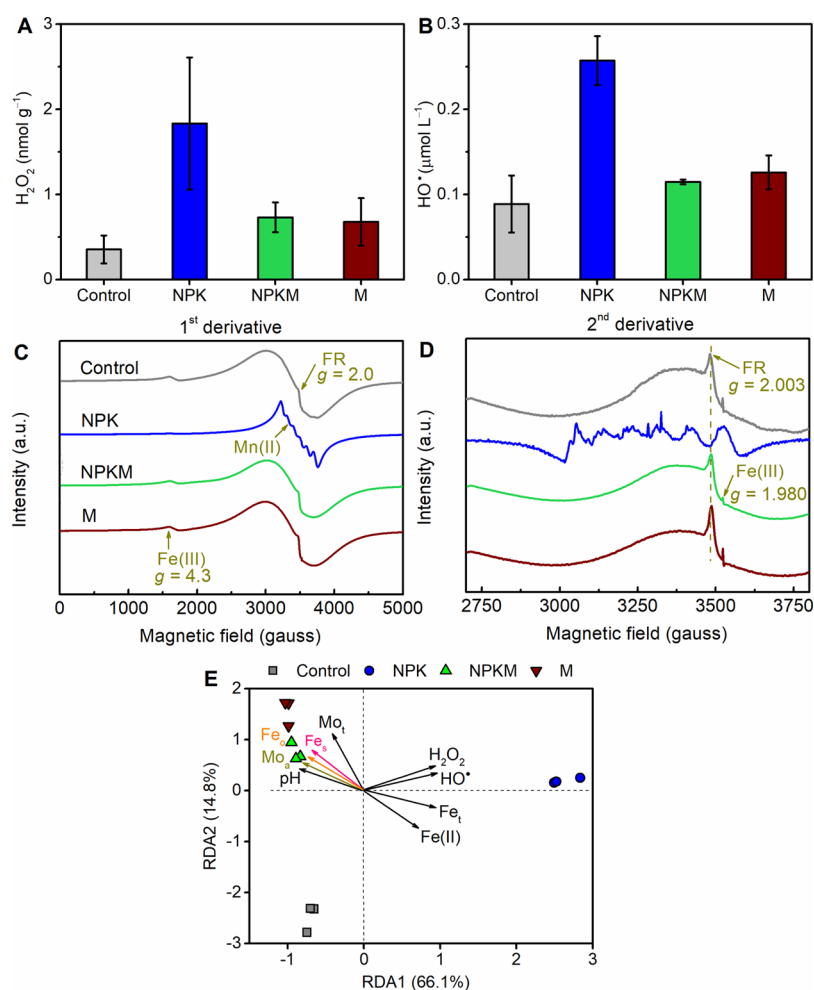 A
H₂O₂ (nmol g⁻¹)
3
2
1
0
Control NPK NPKM M
B
HO• (μmol L⁻¹)
0.3
0.2
0.1
0.0
Control NPK NPKM M
1st derivative
C
Intensity (a.u.)
Control
FR
g = 2.0
NPK
Mn(II)
NPKM
M
Fe(III)
g = 4.3
0 1000 2000 3000 4000 5000
Magnetic field (gauss)
2nd derivative
D
Intensity (a.u.)
FR
g = 2.003
Fe(III)
g = 1.980
2750 3000 3250 3500 3750
Magnetic field (gauss)
E
Control NPK NPKM M
RDA2 (14.8%)
2
1
0
-1
-2
-3
Moₜ
Feₒ
Feₛ
Moₐ
pH
H₂O₂
HO•
Feₜ
Fe(II)
-1 0 1 2 3
RDA1 (66.1%)